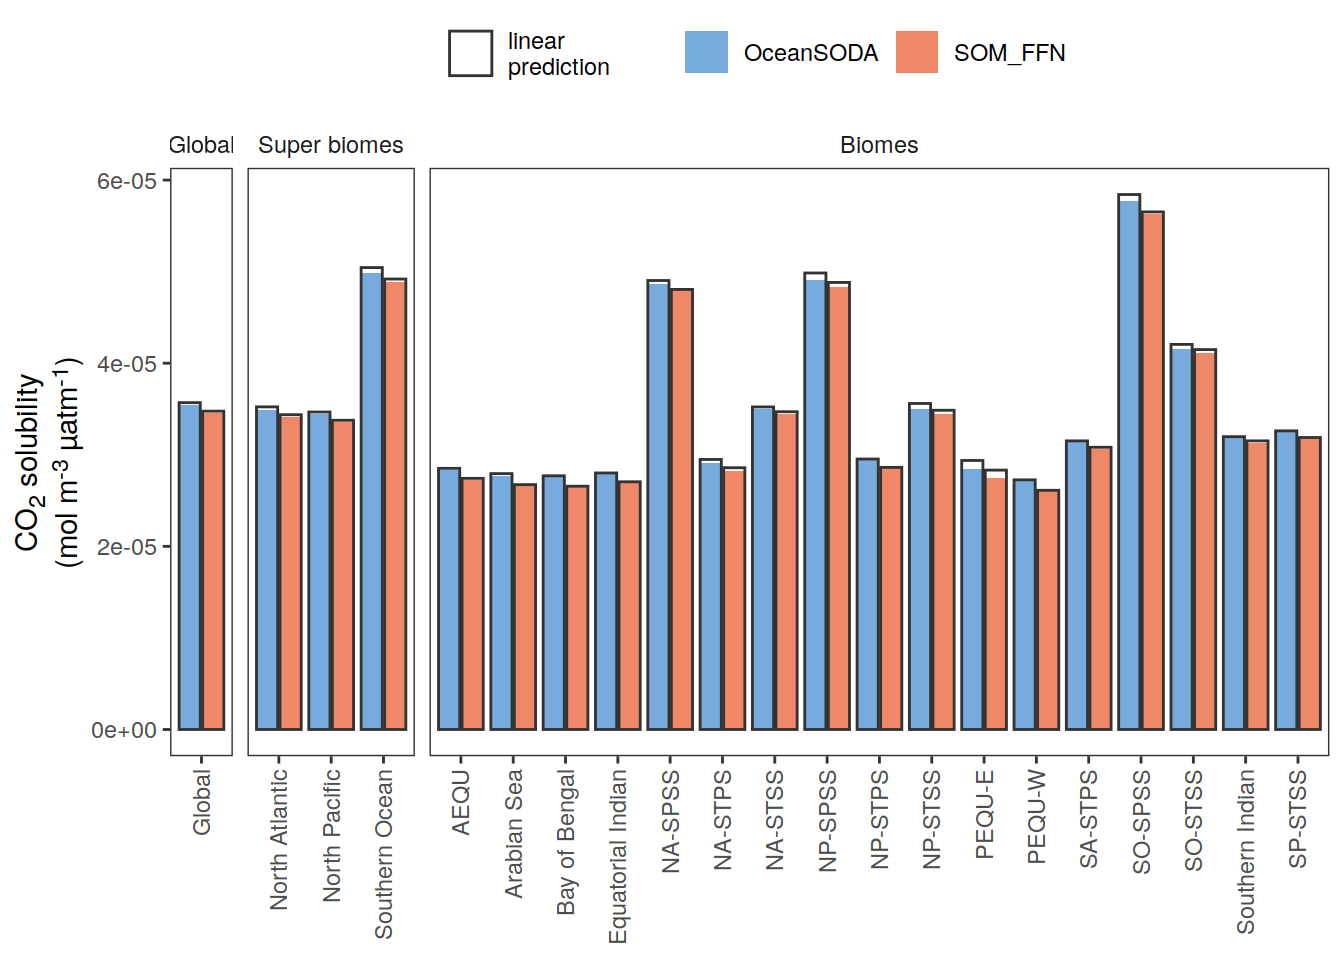 linear
prediction
OceanSODA
SOM_FFN
Global
Super biomes
Biomes
CO2 solubility
(mol m-3 µatm-1)
6e-05
4e-05
2e-05
0e+00
Global
North Atlantic
North Pacific
Southern Ocean
AEQU
Arabian Sea
Bay of Bengal
Equatorial Indian
NA-SPSS
NA-STPS
NA-STSS
NP-SPSS
NP-STPS
NP-STSS
PEQU-E
PEQU-W
SA-STPS
SO-SPSS
SO-STSS
Southern Indian
SP-STSS